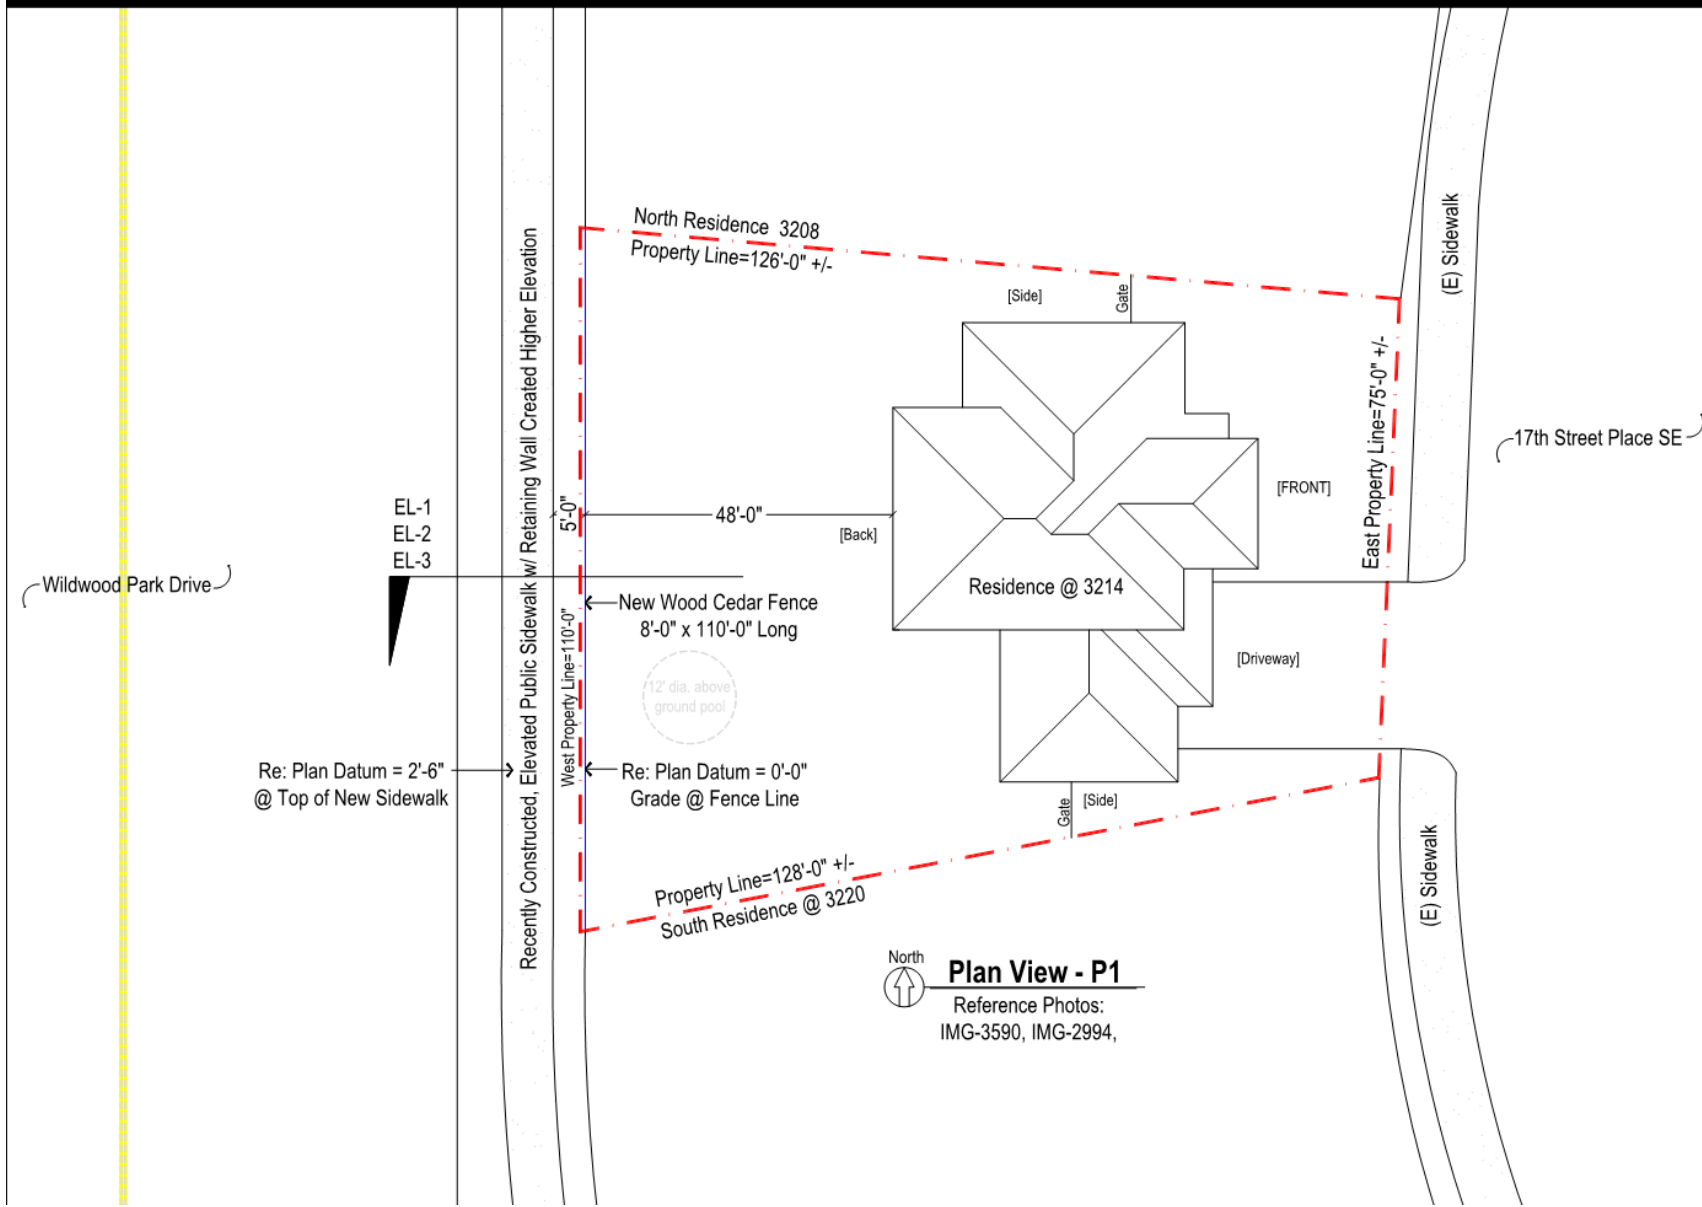 North Residence  3208
Property Line=126'-0" +/-
[Side]
Gate
(E) Sidewalk
Recently Constructed, Elevated Public Sidewalk w/ Retaining Wall Created Higher Elevation
East Property Line=75'-0" +/-
17th Street Place SE
[FRONT]
EL-1
EL-2
EL-3
5'-0"
48'-0"
[Back]
Wildwood Park Drive
Residence @ 3214
New Wood Cedar Fence
8'-0" x 110'-0" Long
West Property Line=110'-0"
12' dia. above
ground pool
[Driveway]
Re: Plan Datum = 2'-6"
@ Top of New Sidewalk
Re: Plan Datum = 0'-0"
Grade @ Fence Line
Gate
[Side]
(E) Sidewalk
Property Line=128'-0" +/-
South Residence @ 3220
North
Plan View - P1
Reference Photos:
IMG-3590, IMG-2994,